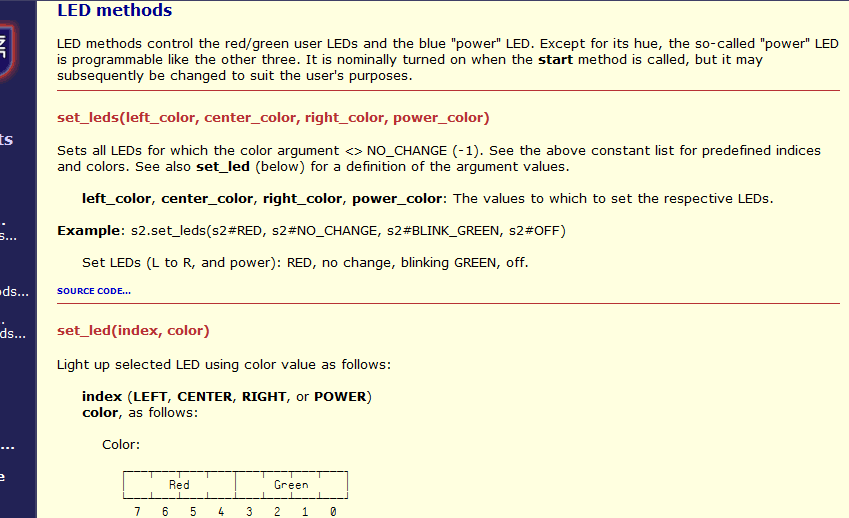 LED methods
LED methods control the red/green user LEDs and the blue "power" LED. Except for its hue, the so-called "power" LED
is programmable like the other three. It is nominally turned on when the start method is called, but it may
subsequently be changed to suit the user's purposes.
set_leds(left_color, center_color, right_color, power_color)
Sets all LEDs for which the color argument <> NO_CHANGE (-1). See the above constant list for predefined indices
and colors. See also set_led (below) for a definition of the argument values.
left_color, center_color, right_color, power_color: The values to which to set the respective LEDs.
Example: s2.set_leds(s2#RED, s2#NO_CHANGE, s2#BLINK_GREEN, s2#OFF)
Set LEDs (L to R, and power): RED, no change, blinking GREEN, off.
SOURCE CODE...
set_led(index, color)
Light up selected LED using color value as follows:
index (LEFT, CENTER, RIGHT, or POWER)
color, as follows:
Color:
Red Green
7 6 5 4 3 2 1 0